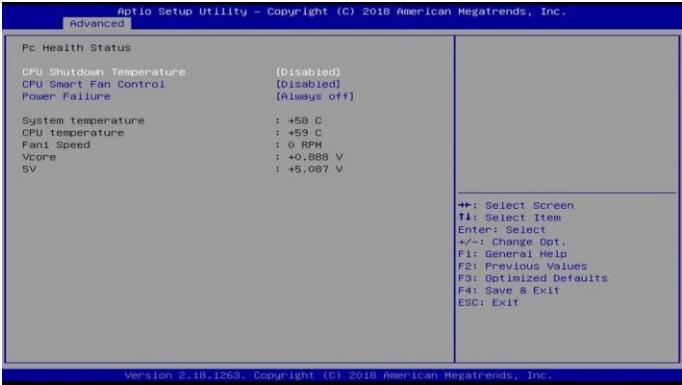 Aptio Setup Utility – Copyright (C) 2018 American Megatrends, Inc.
Advanced
Pc Health Status
CPU Shutdown Temperature [Disabled]
CPU Smart Fan Control [Disabled]
Power Failure [Always off]
System temperature : +58 C
CPU temperature : +59 C
Fan1 Speed : 0 RPM
Vcore : +0.888 V
5V : +5.087 V
→←: Select Screen
↑↓: Select Item
Enter: Select
+/-: Change Opt.
F1: General Help
F2: Previous Values
F3: Optimized Defaults
F4: Save & Exit
ESC: Exit
Version 2.18.1263. Copyright (C) 2018 American Megatrends, Inc.